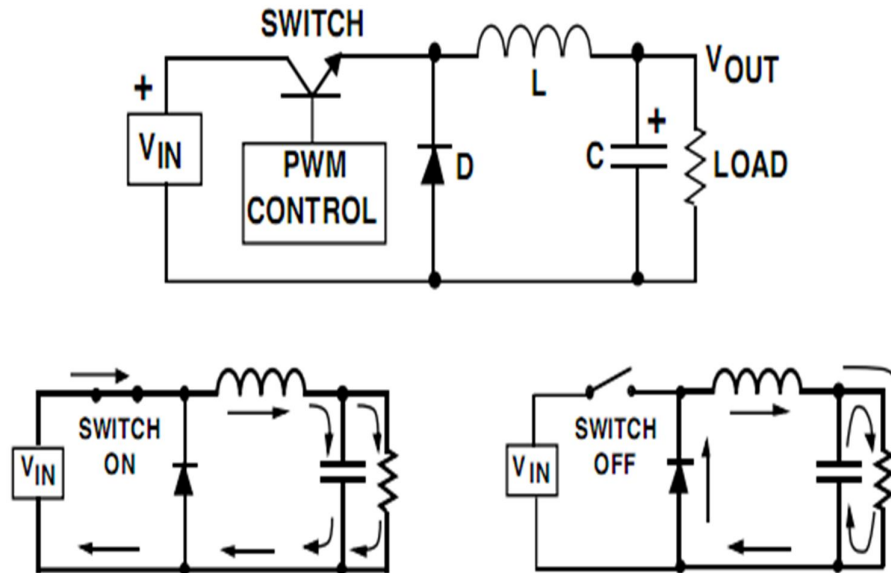 SWITCH
+
VIN
PWM
CONTROL
D
L
C
+
VOUT
LOAD
VIN
SWITCH
ON
VIN
SWITCH
OFF